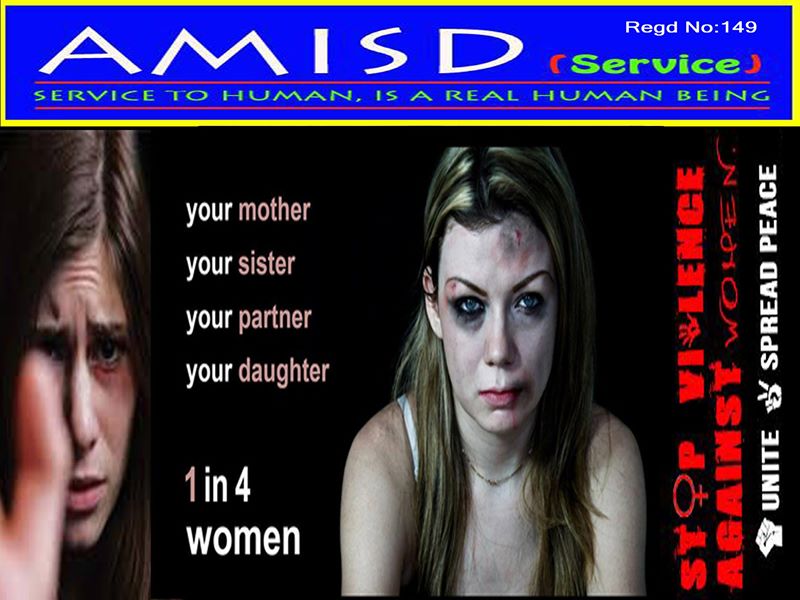 Regd No:149
AMISD
(Service)
SERVICE TO HUMAN, IS A REAL HUMAN BEING
your mother
your sister
your partner
your daughter
1 in 4
women
STOP VIOLENCE
AGAINST WOMEN.
UNITE SPREAD PEACE